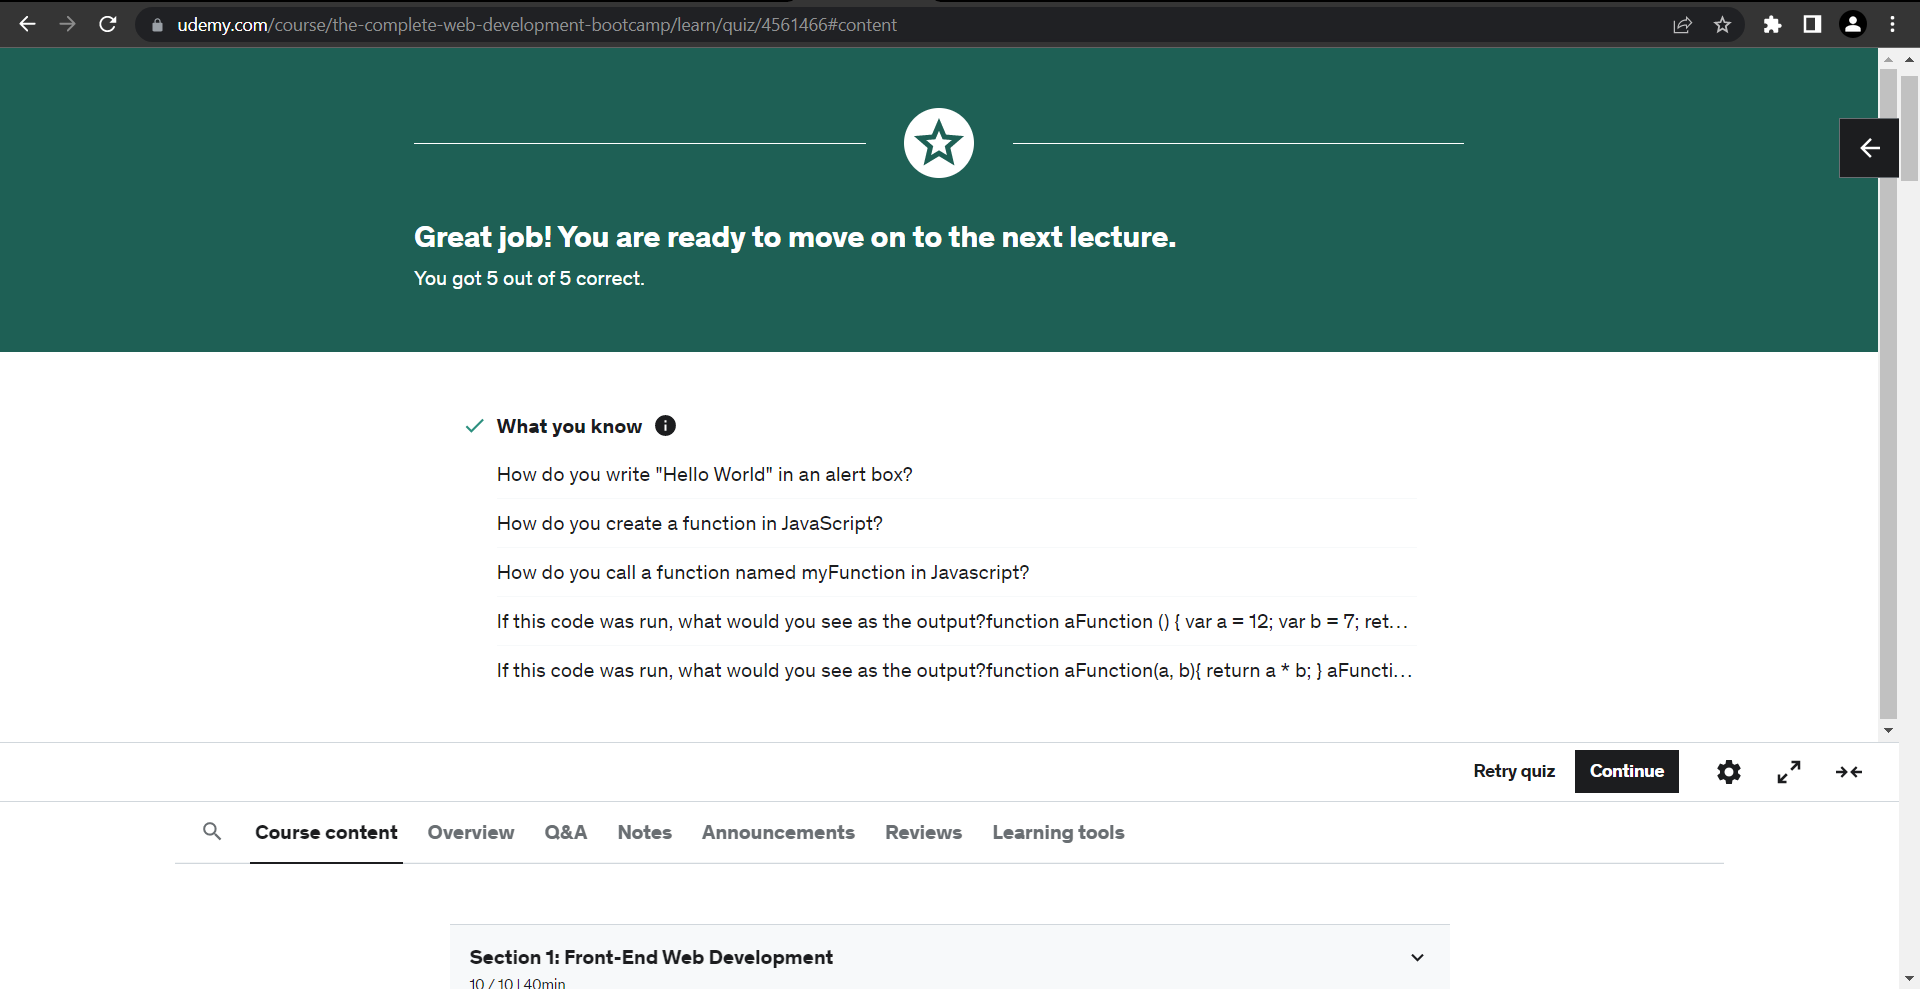 udemy.com/course/the-complete-web-development-bootcamp/learn/quiz/4561466#content
Great job! You are ready to move on to the next lecture.
You got 5 out of 5 correct.
What you know
How do you write "Hello World" in an alert box?
How do you create a function in JavaScript?
How do you call a function named myFunction in Javascript?
If this code was run, what would you see as the output?function aFunction () { var a = 12; var b = 7; ret...
If this code was run, what would you see as the output?function aFunction(a, b){ return a * b; } aFuncti...
Retry quiz Continue
Course content Overview Q&A Notes Announcements Reviews Learning tools
Section 1: Front-End Web Development
10 / 10 | 40min